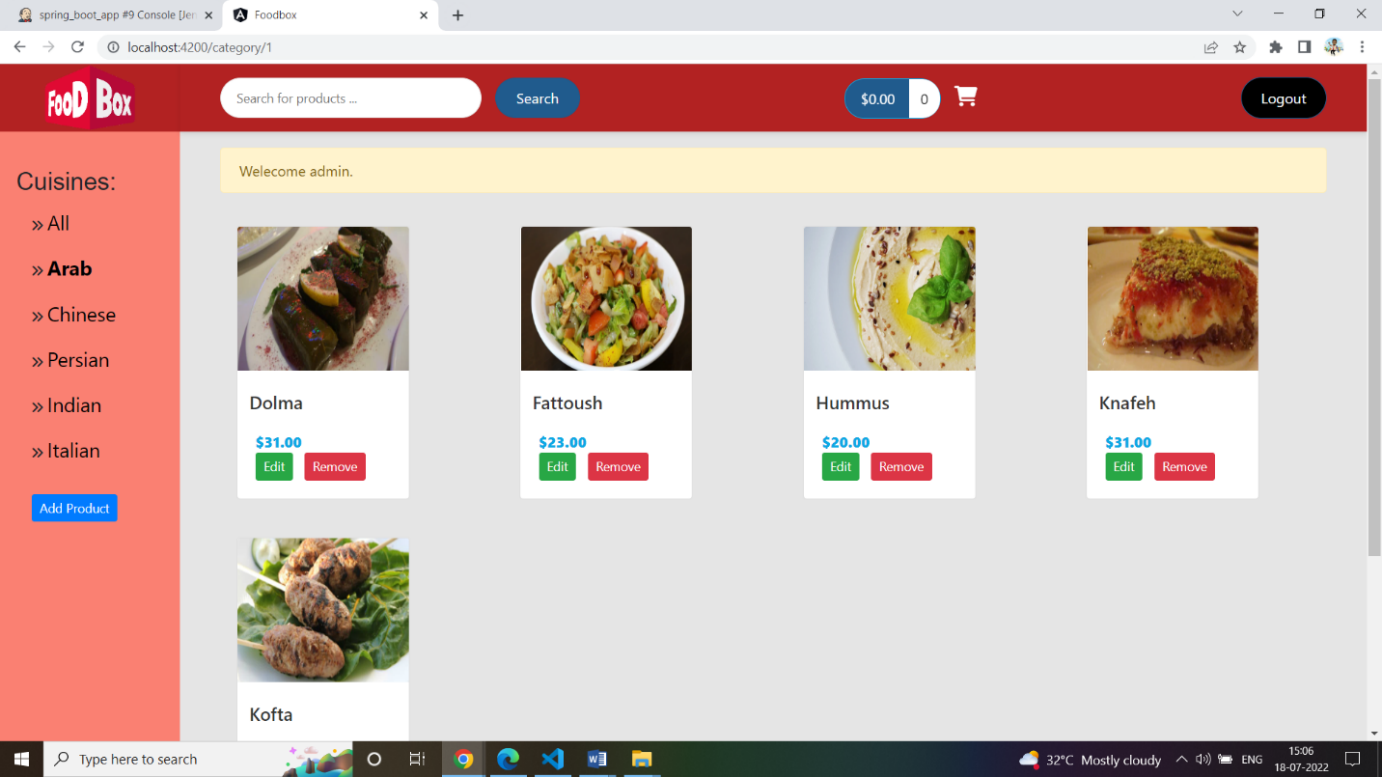 spring_boot_app #9 Console [Jen
Foodbox
localhost:4200/category/1
FOOD BOX
Search for products ...
Search
$0.00
0
Logout
Cuisines:
» All
» Arab
» Chinese
» Persian
» Indian
» Italian
Add Product
Welecome admin.
Dolma
$31.00
Edit Remove
Fattoush
$23.00
Edit Remove
Hummus
$20.00
Edit Remove
Knafeh
$31.00
Edit Remove
Kofta
Type here to search
32°C Mostly cloudy
ENG
15:06
18-07-2022